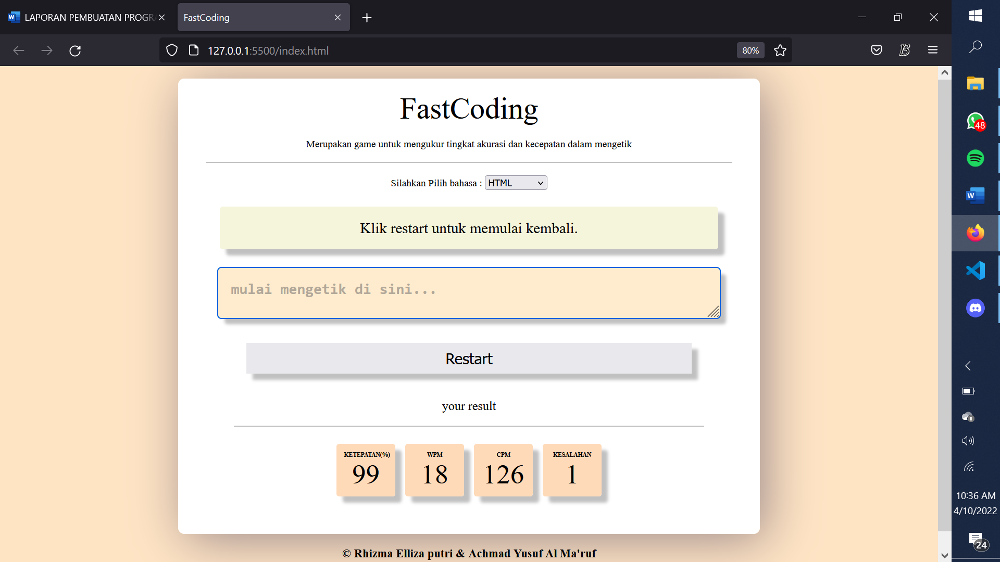 LAPORAN PEMBUATAN PROGRA
FastCoding
127.0.0.1:5500/index.html
80%
FastCoding
Merupakan game untuk mengukur tingkat akurasi dan kecepatan dalam mengetik
Silahkan Pilih bahasa : HTML
Klik restart untuk memulai kembali.
mulai mengetik di sini...
Restart
your result
KETEPATAN(%)
99
WPM
18
CPM
126
KESALAHAN
1
© Rhizma Elliza putri & Achmad Yusuf Al Ma'ruf
48
10:36 AM
4/10/2022
24